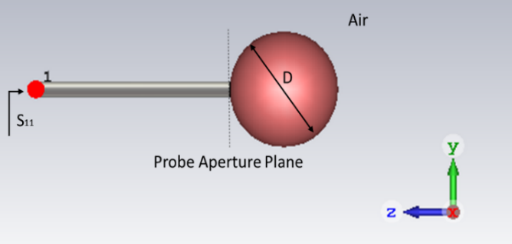 Air
1
D
S₁₁
Probe Aperture Plane
y
z
x